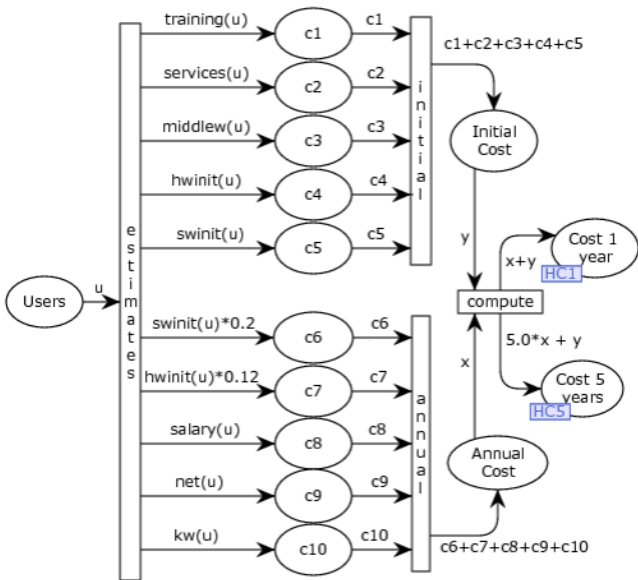 training(u)
c1
c1
services(u)
c2
c2
middlew(u)
c3
c3
hwinit(u)
c4
c4
swinit(u)
c5
c5
initial
c1+c2+c3+c4+c5
Initial
Cost
y
Users
u
estimates
x+y
Cost 1
year
HC1
compute
5.0*x + y
Cost 5
years
HC5
x
swinit(u)*0.2
c6
c6
hwinit(u)*0.12
c7
c7
salary(u)
c8
c8
net(u)
c9
c9
kw(u)
c10
c10
annual
Annual
Cost
c6+c7+c8+c9+c10